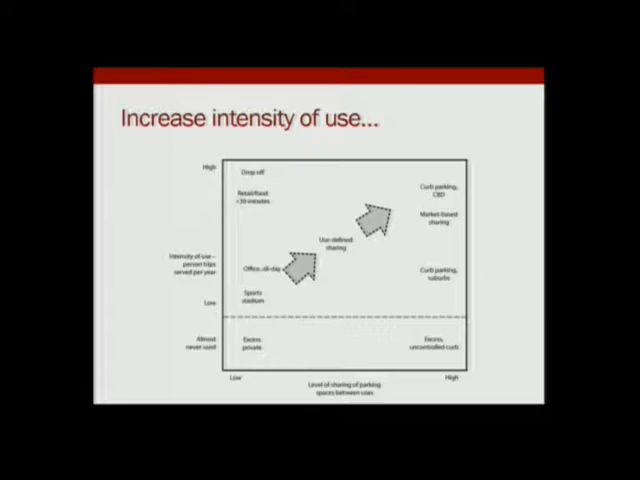 Increase intensity of use...
High
Drop off
Retail/food
<30 minutes
Curb parking,
CBD
Market-based
sharing
Use-defined
sharing
Intensity of use–
person trips
served per year
Office, all-day
Curb parking,
suburbs
Sports
stadium
Low
Almost
never used
Excess
private
Excess,
uncontrolled curb
Low
High
Level of sharing of parking
spaces between uses